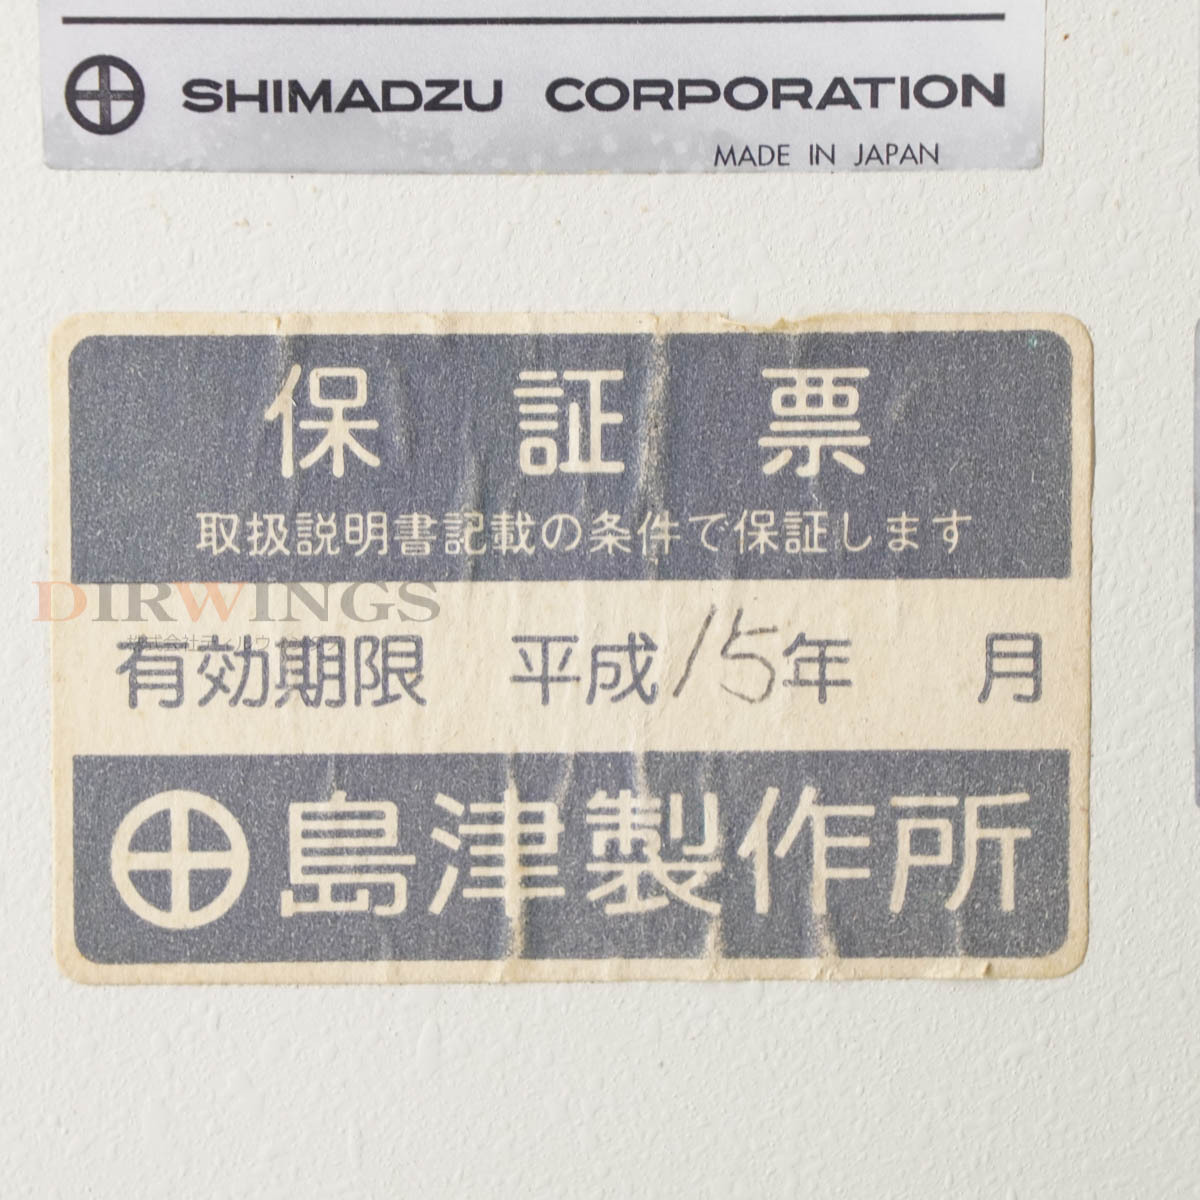 SHIMADZU CORPORATION
MADE IN JAPAN
保証票
取扱説明書記載の条件で保証します
DIRWINGS
有効期限 平成15年 月
島津製作所